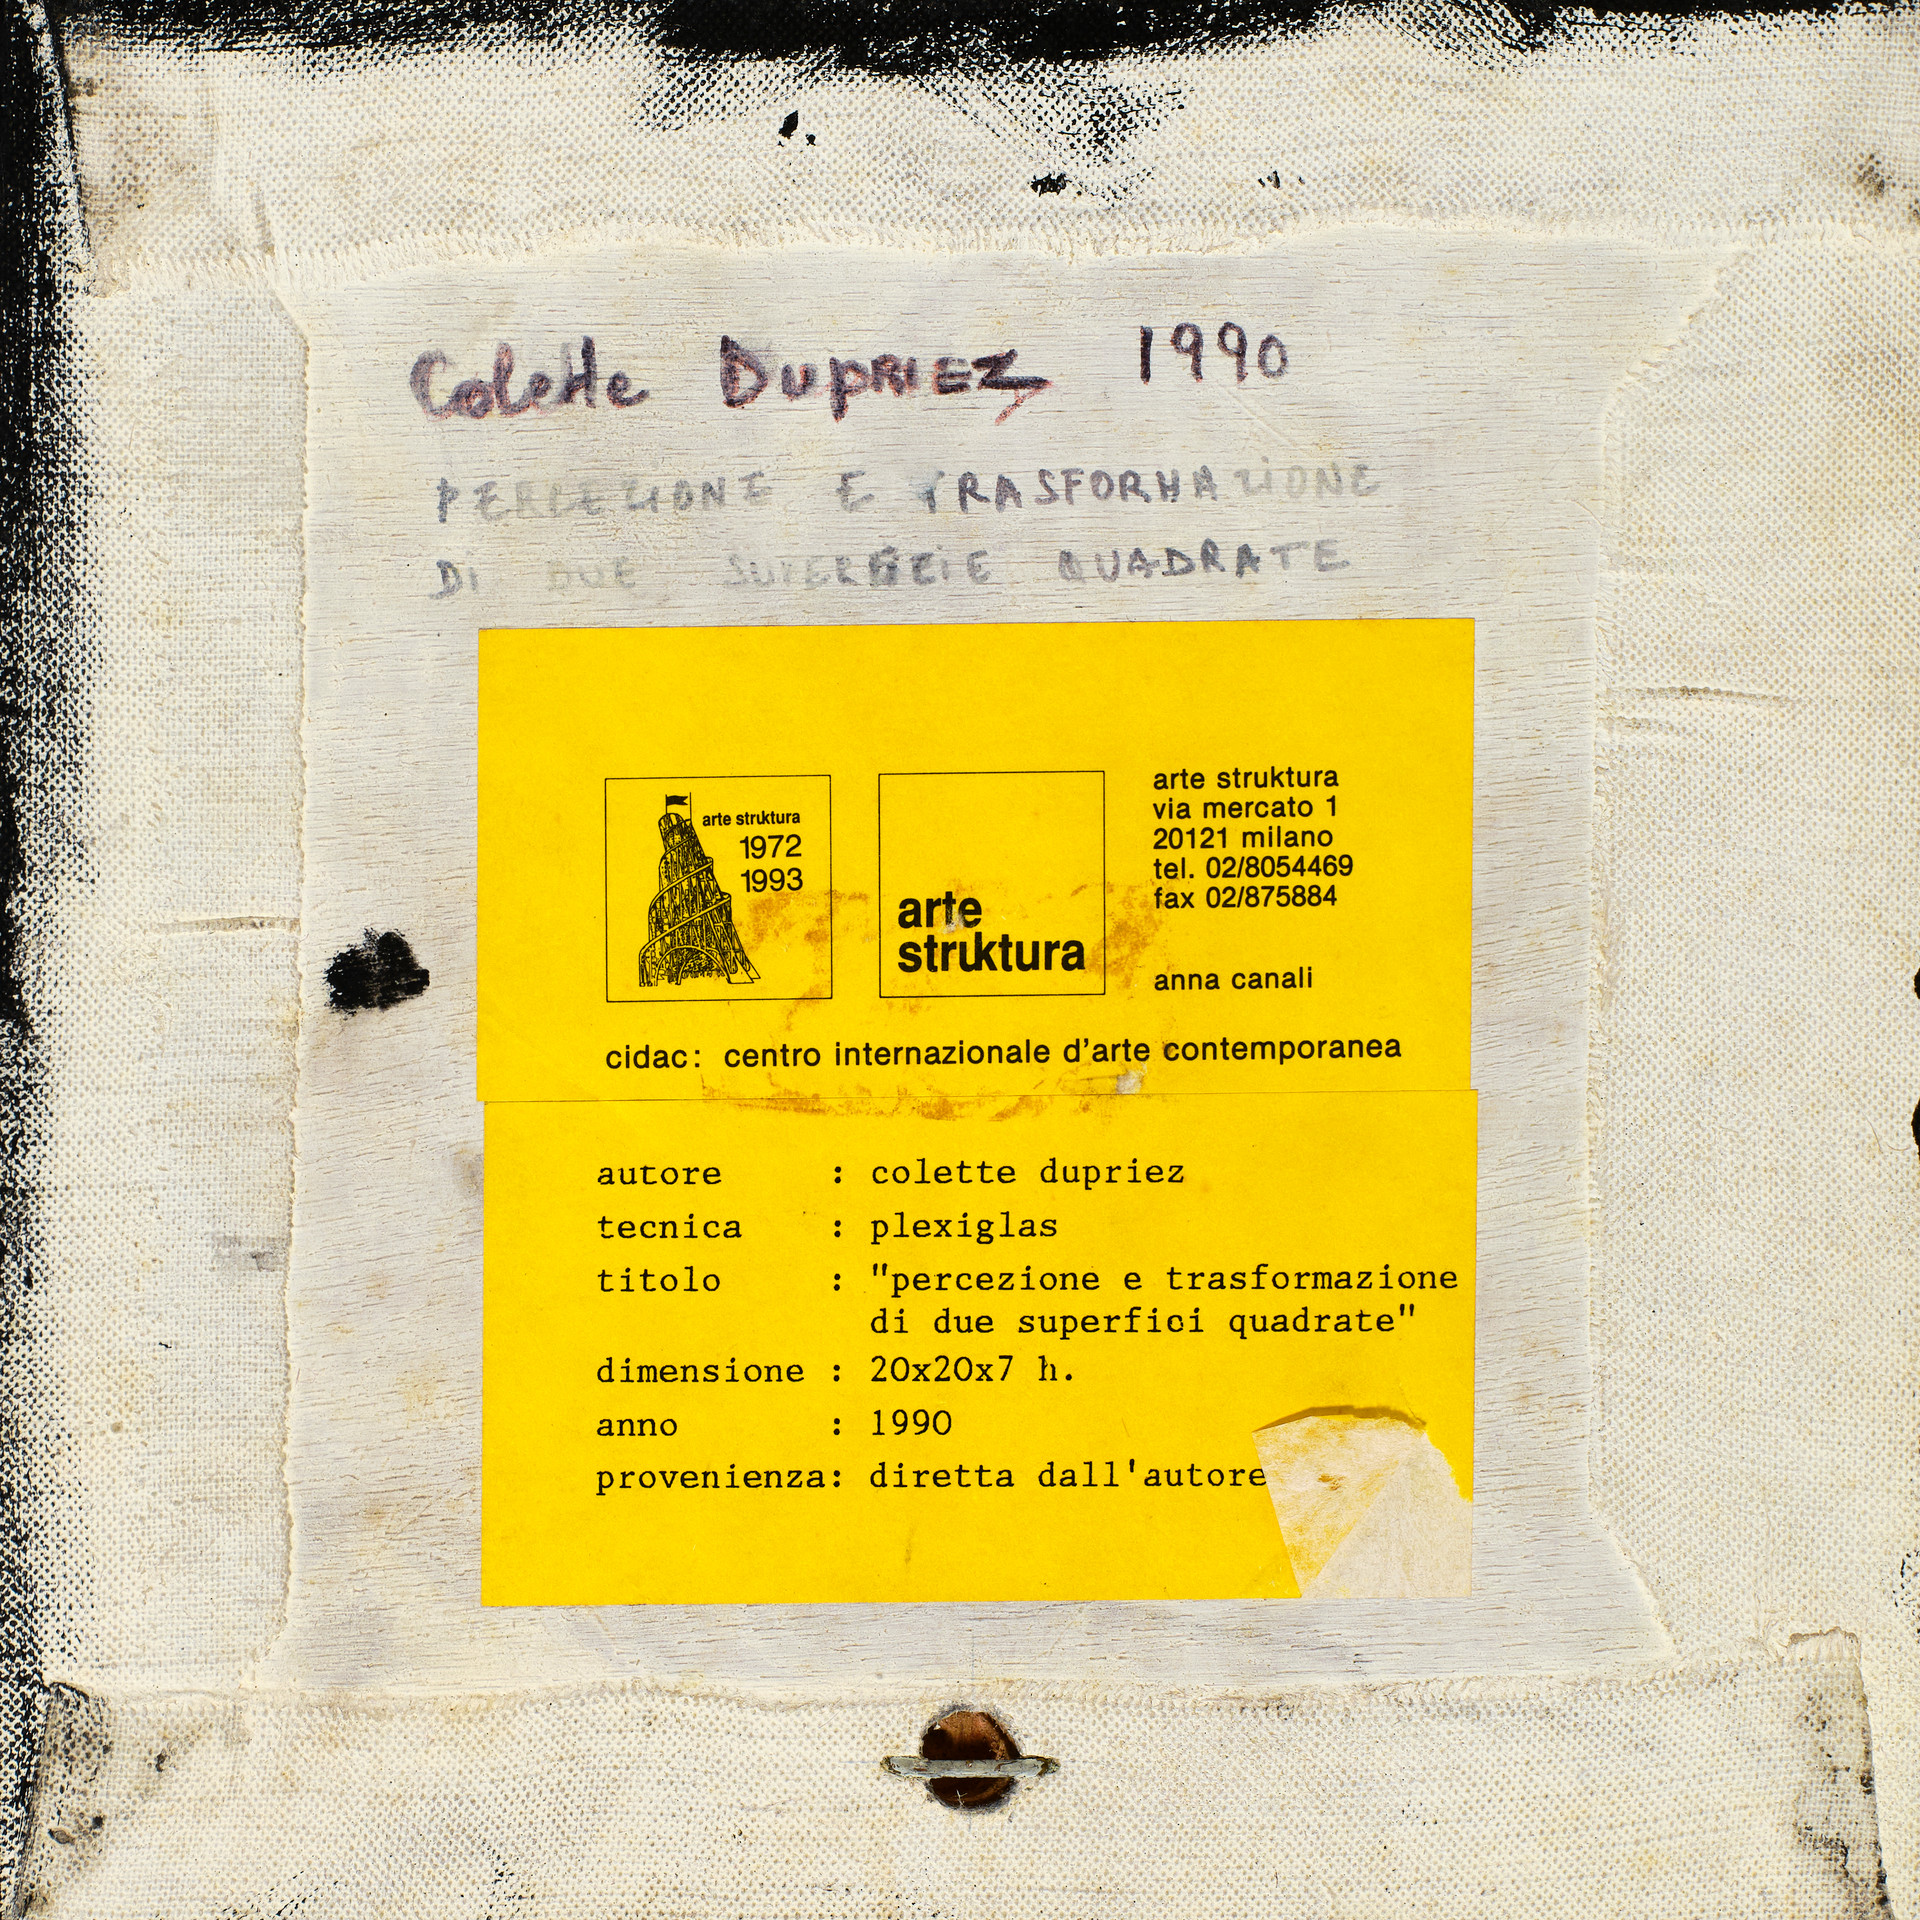 Colette Dupriez 1990
PERCEZIONE E TRASFORMAZIONE
DI DUE SUPERFICIE QUADRATE
arte struktura
1972
1993
arte
struktura
arte struktura
via mercato 1
20121 milano
tel. 02/8054469
fax 02/875884
anna canali
cidac: centro internazionale d'arte contemporanea
autore : colette dupriez
tecnica : plexiglas
titolo : "percezione e trasformazione
di due superfici quadrate"
dimensione : 20x20x7 h.
anno : 1990
provenienza: diretta dall'autore